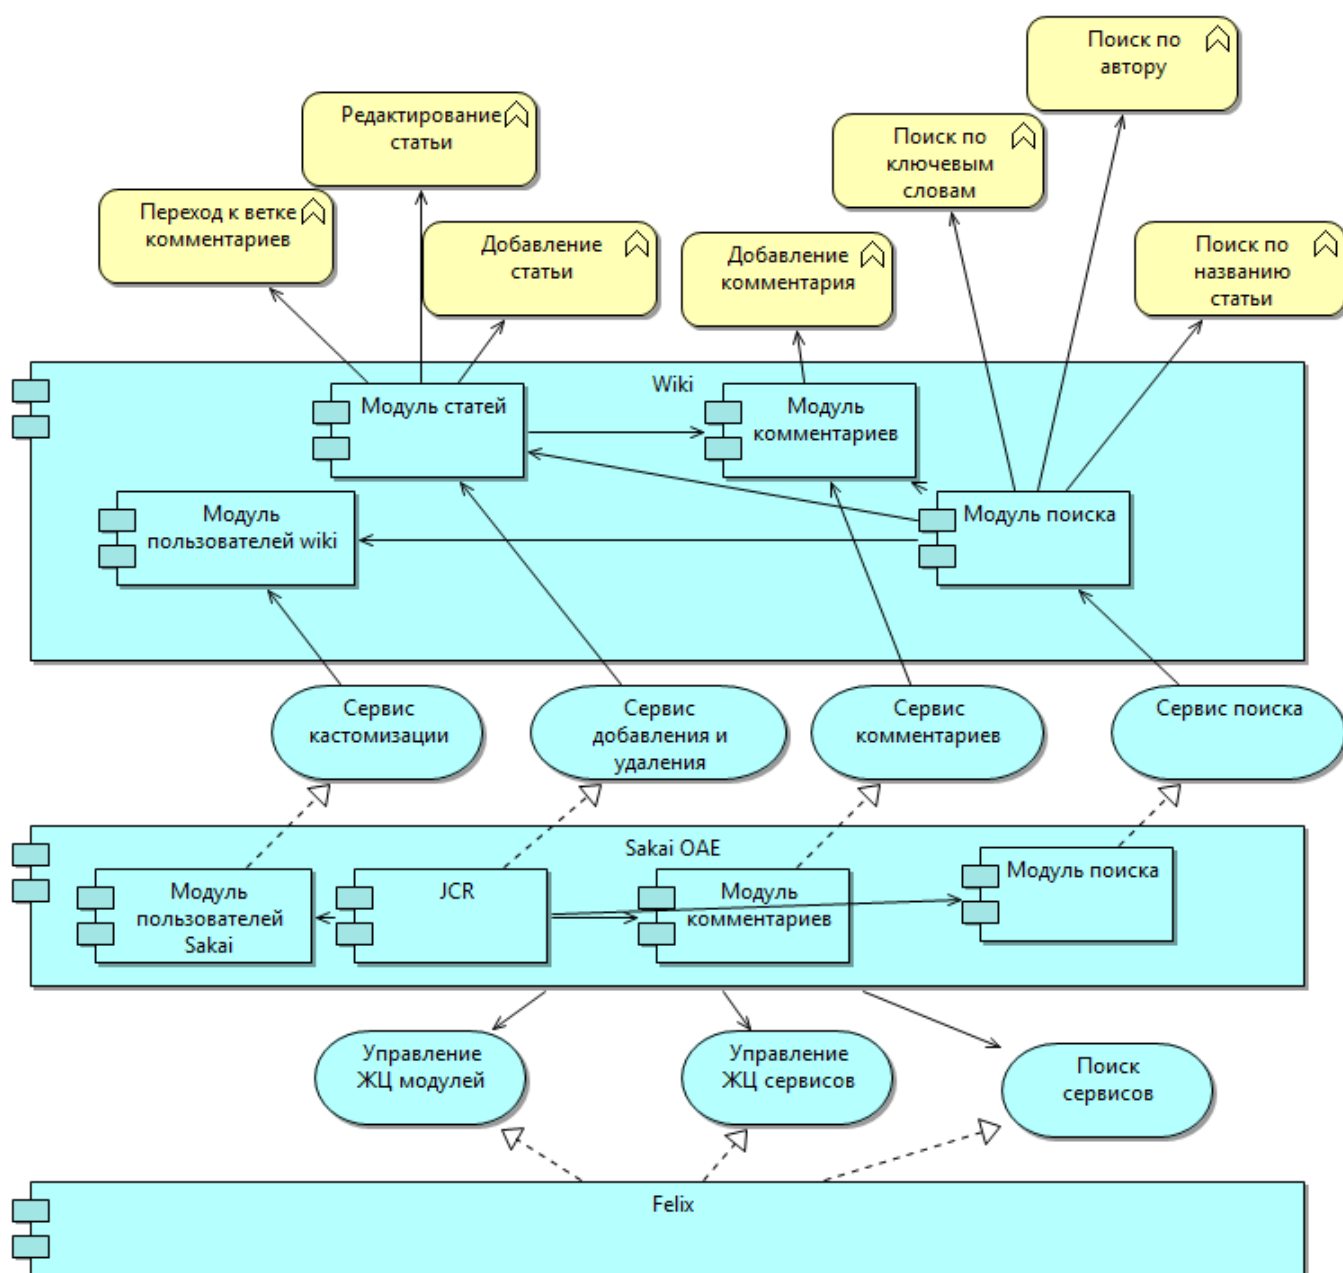 Поиск по
автору
Редактирование
статьи
Поиск по
ключевым
словам
Переход к ветке
комментариев
Добавление
статьи
Добавление
комментария
Поиск по
названию
статьи
Wiki
Модуль статей
Модуль
комментариев
Модуль
пользователей wiki
Модуль поиска
Сервис
кастомизации
Сервис
добавления и
удаления
Сервис
комментариев
Сервис поиска
Sakai OAE
Модуль
пользователей
Sakai
JCR
Модуль
комментариев
Модуль поиска
Управление
ЖЦ модулей
Управление
ЖЦ сервисов
Поиск
сервисов
Felix